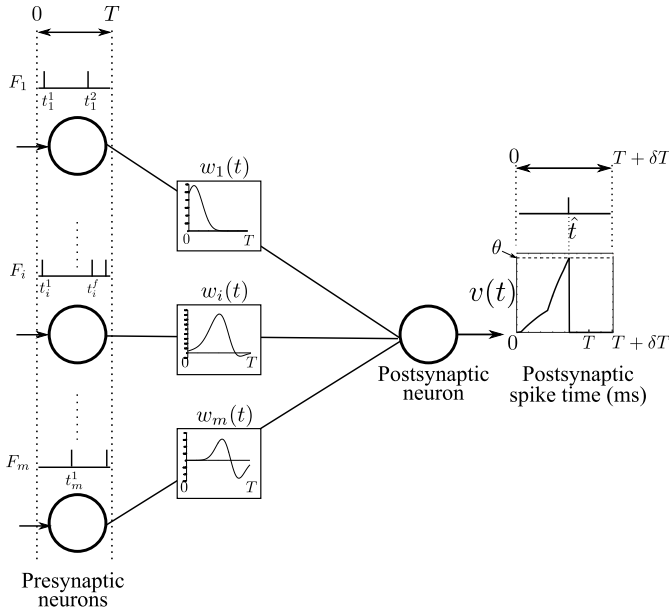 0 T
F₁
t₁¹ t₁²
w₁(t)
0 T
0 T + δT
t̂
θ
v(t)
0 T T + δT
Postsynaptic
spike time (ms)
Fᵢ
tᵢ¹ tᵢᶠ
wᵢ(t)
0 T
Postsynaptic
neuron
wₘ(t)
0 T
Fₘ
tₘ¹
Presynaptic
neurons